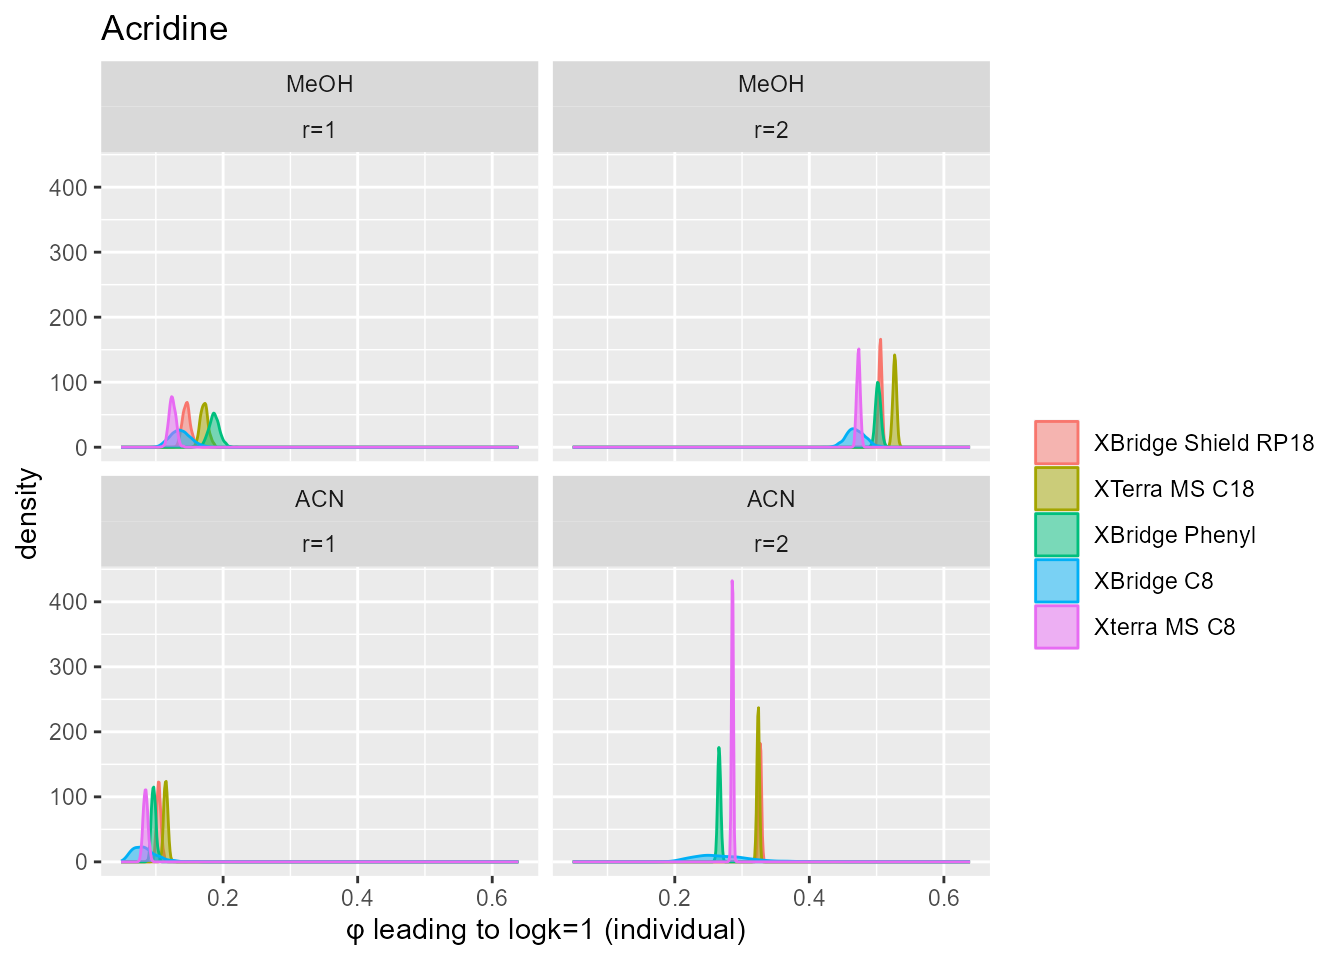 Acridine
MeOH
r=1
MeOH
r=2
400
300
200
100
0
ACN
r=1
ACN
r=2
400
300
200
100
0
0.2
0.4
0.6
0.2
0.4
0.6
density
φ leading to logk=1 (individual)
XBridge Shield RP18
XTerra MS C18
XBridge Phenyl
XBridge C8
Xterra MS C8